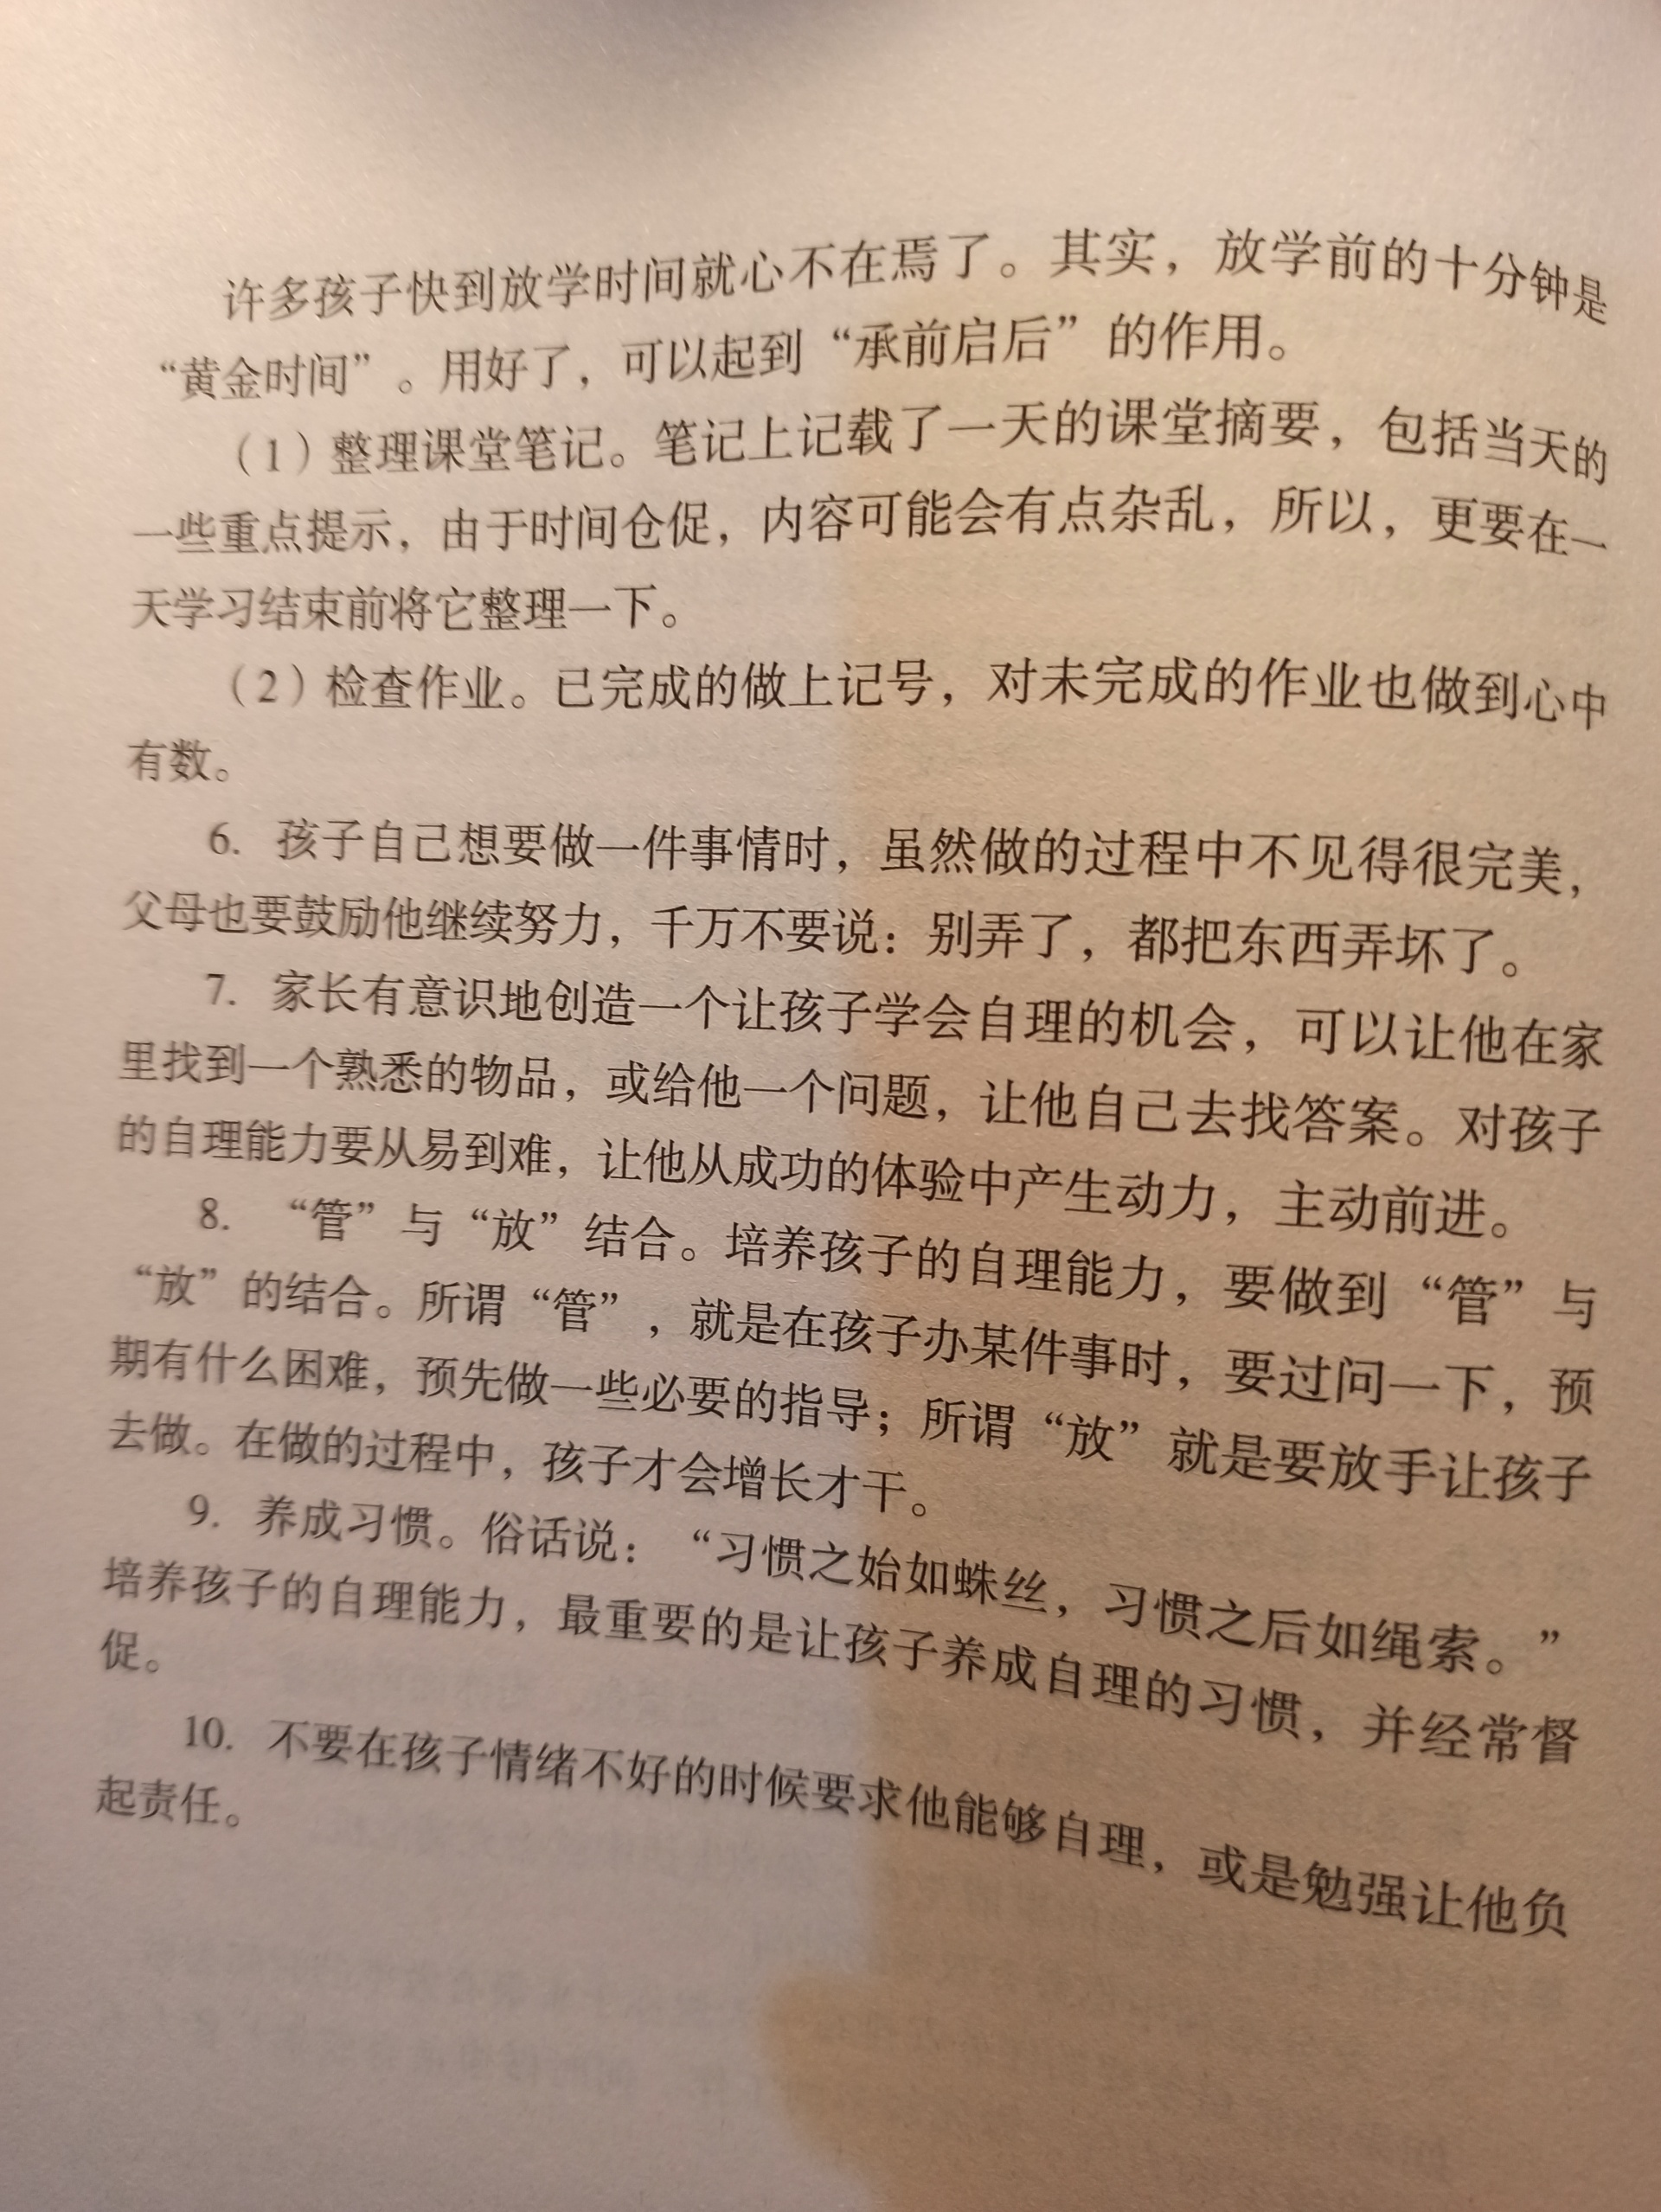 许多孩子快到放学时间就心不在焉了。其实，放学前的十分钟是
“黄金时间”。用好了，可以起到“承前启后”的作用。
（1）整理课堂笔记。笔记上记载了一天的课堂摘要，包括当天的
一些重点提示，由于时间仓促，内容可能会有点杂乱，所以，更要在一
天学习结束前将它整理一下。
（2）检查作业。已完成的做上记号，对未完成的作业也做到心中
有数。
6. 孩子自己想要做一件事情时，虽然做的过程中不见得很完美，
父母也要鼓励他继续努力，千万不要说：别弄了，都把东西弄坏了。
7. 家长有意识地创造一个让孩子学会自理的机会，可以让他在家
里找到一个熟悉的物品，或给他一个问题，让他自己去找答案。对孩子
的自理能力要从易到难，让他从成功的体验中产生动力，主动前进。
8. “管”与“放”结合。培养孩子的自理能力，要做到“管”与
“放”的结合。所谓“管”，就是在孩子办某件事时，要过问一下，预
期有什么困难，预先做一些必要的指导；所谓“放”就是要放手让孩子
去做。在做的过程中，孩子才会增长才干。
9. 养成习惯。俗话说：“习惯之始如蛛丝，习惯之后如绳索。”
培养孩子的自理能力，最重要的是让孩子养成自理的习惯，并经常督
促。
10. 不要在孩子情绪不好的时候要求他能够自理，或是勉强让他负
起责任。